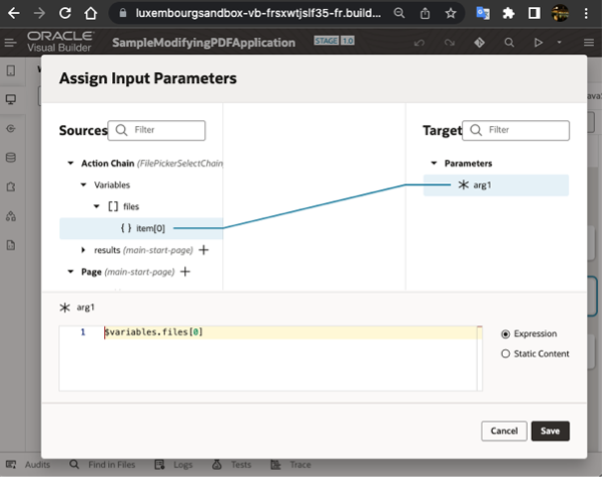 luxembourgsandbox-vb-frsxwtjslf35-fr.build...
ORACLE
Visual Builder
SampleModifyingPDFApplication
STAGE 1.0
Assign Input Parameters
Sources
Filter
Target
Filter
Action Chain (FilePickerSelectChain
Parameters
Variables
arg1
[] files
{} item[0]
results (main-start-page) +
Page (main-start-page) +
arg1
1 $variables.files[0]
Expression
Static Content
Cancel
Save
Audits
Find in Files
Logs
Tests
Trace